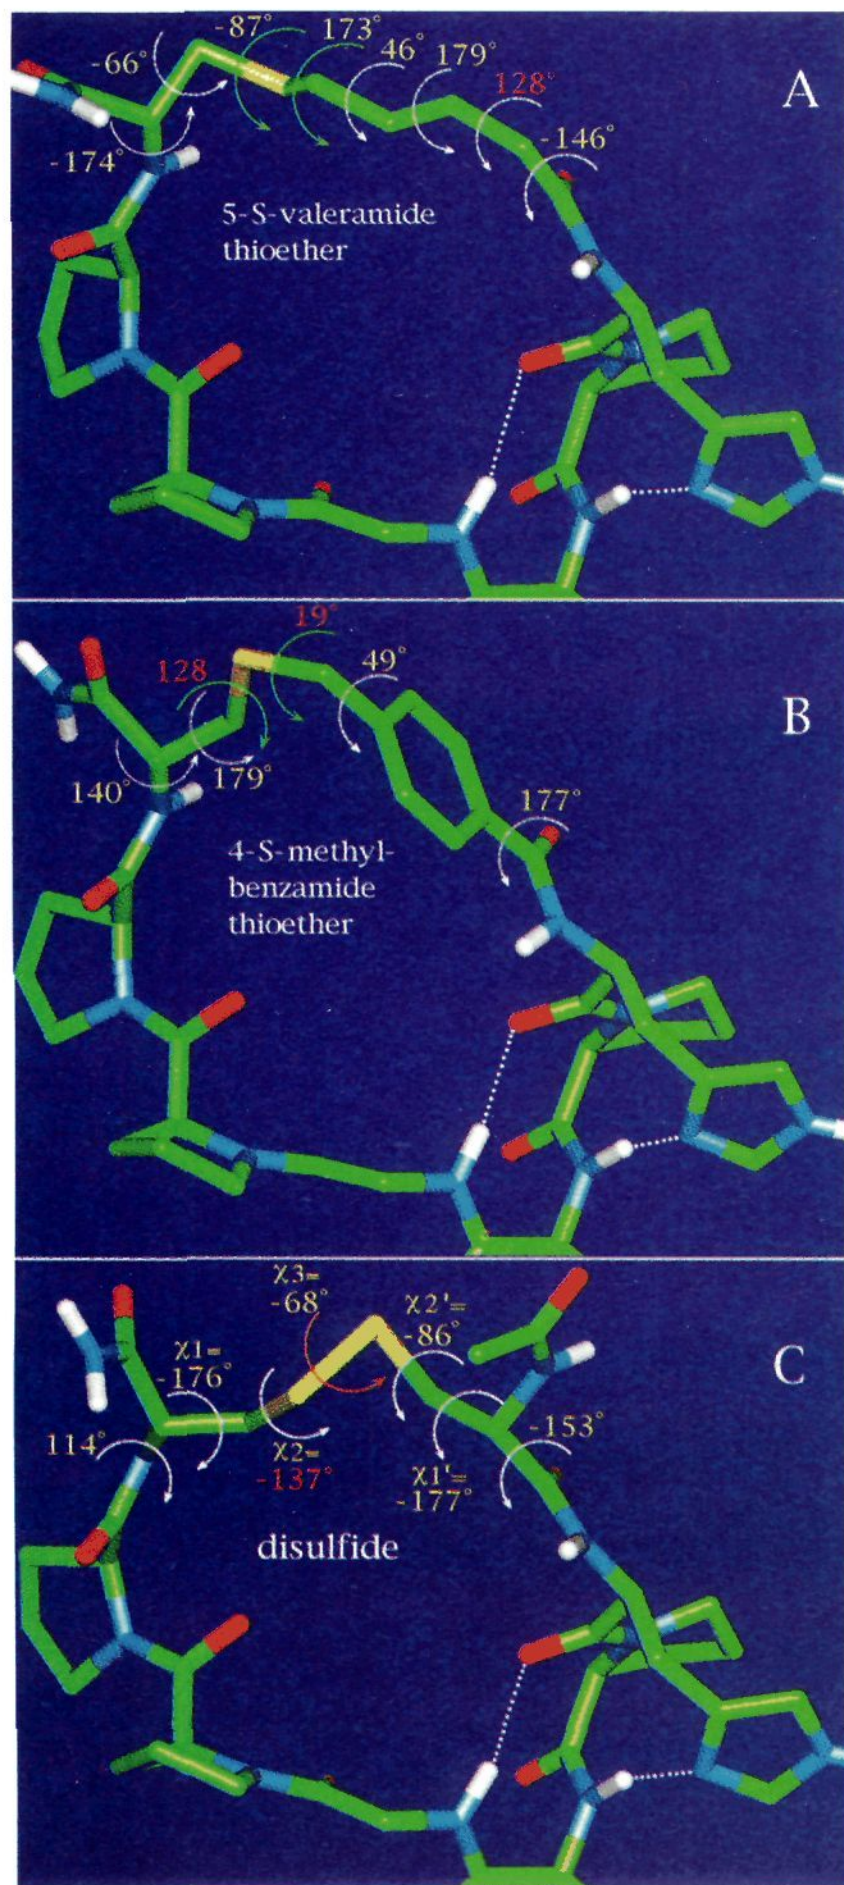 A
-66°
-87°
173°
46°
179°
128°
-146°
-174°
5-S-valeramide
thioether
B
19°
128
49°
140°
179°
177°
4-S-methyl-
benzamide
thioether
C
χ3=
-68°
χ2'=
-86°
χ1=
-176°
114°
χ2=
-137°
χ1'=
-177°
-153°
disulfide